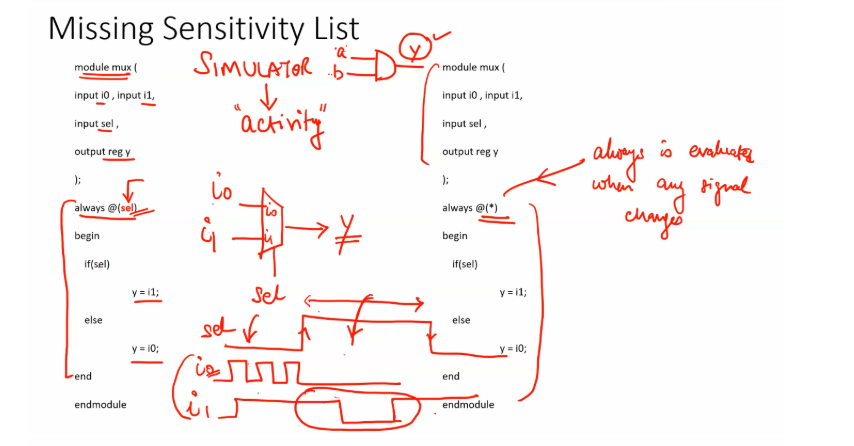 Missing Sensitivity List
module mux (
input i0 , input i1,
input sel ,
output reg y
);
always @(sel)
begin
if(sel)
y = i1;
else
y = i0;
end
endmodule
SIMULATOR
"activity"
a
b
y
i0
i1
i0
i1
y
sel
sel
i0
i1
module mux (
input i0 , input i1,
input sel ,
output reg y
);
always @(*)
begin
if(sel)
y = i1;
else
y = i0;
end
endmodule
always is evaluated
when any signal
changes